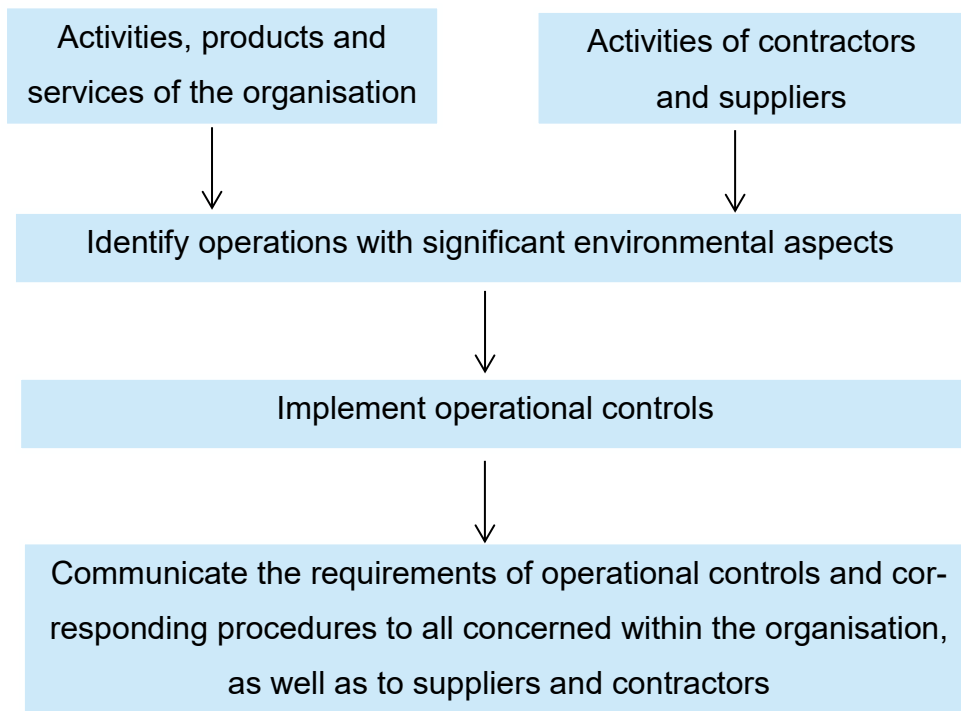 Activities, products and
services of the organisation
Activities of contractors
and suppliers
Identify operations with significant environmental aspects
Implement operational controls
Communicate the requirements of operational controls and cor-
responding procedures to all concerned within the organisation,
as well as to suppliers and contractors